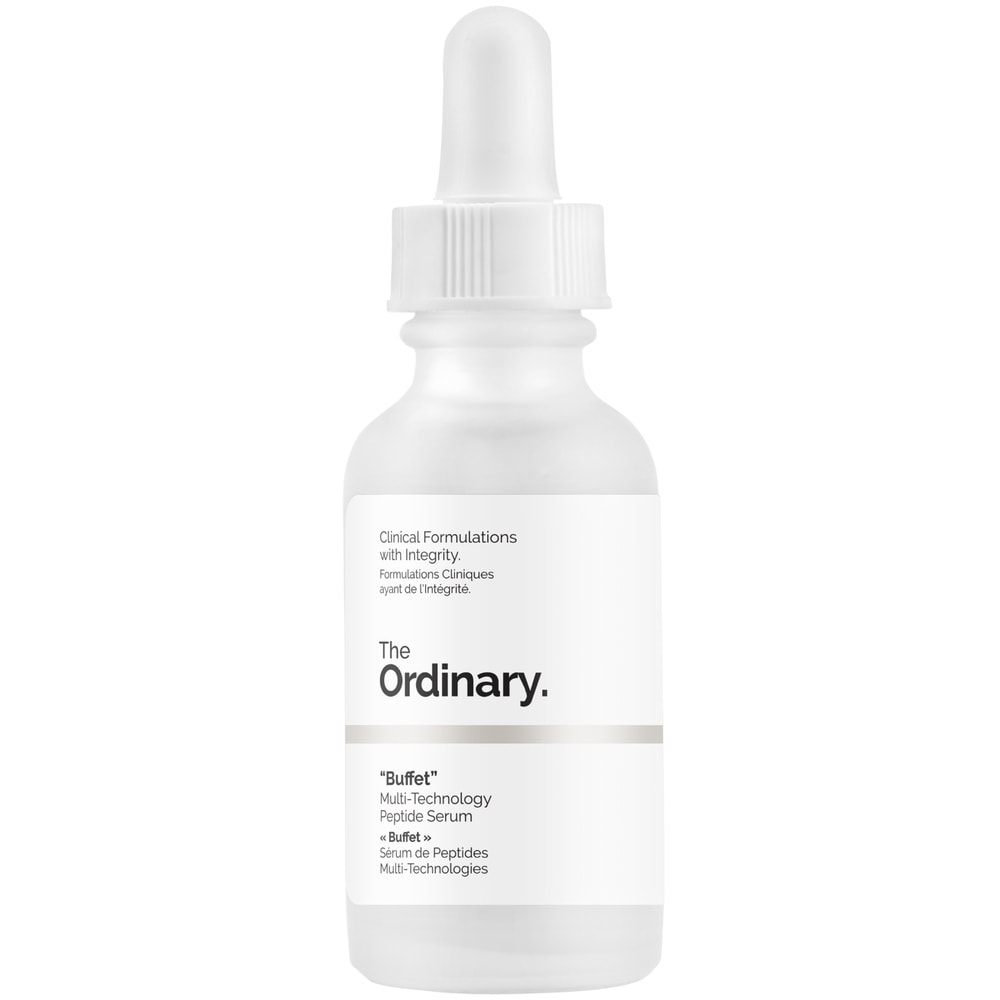 Clinical Formulations
with Integrity.
Formulations Cliniques
ayant de l'Intégrité.
The
Ordinary.
“Buffet”
Multi-Technology
Peptide Serum
« Buffet »
Sérum de Peptides
Multi-Technologies